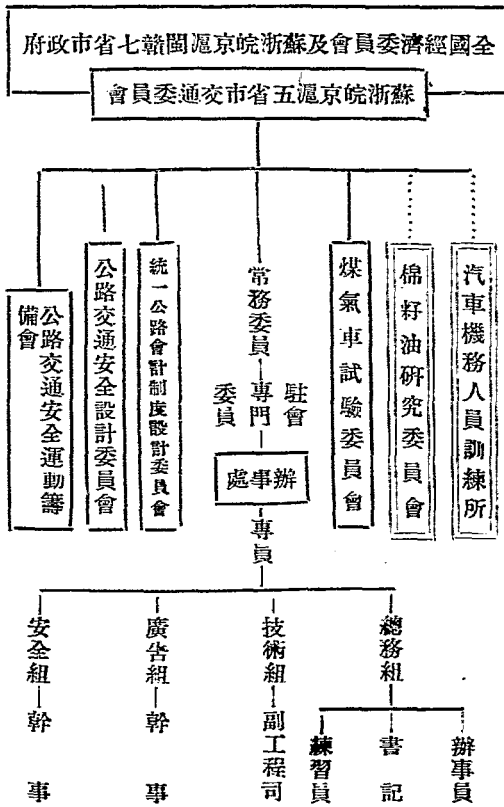 全國經濟委員會及蘇浙皖京滬閩贛七省市政府
蘇浙皖京滬五省市交通委員會
汽車機務人員訓練所
棉籽油研究委員會
煤氣車試驗委員會
常務委員
駐會
專門
委員
統一公路會計制度設計委員會
公路交通安全設計委員會
公路交通安全運動籌
備會
辦事處
專員
總務組
辦事員
書記
練習員
技術組
副工程司
廣告組
幹事
安全組
幹事